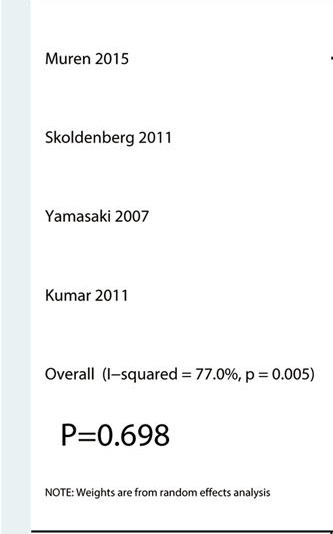 Muren 2015
Skoldenberg 2011
Yamasaki 2007
Kumar 2011
Overall (I−squared = 77.0%, p = 0.005)
P=0.698
NOTE: Weights are from random effects analysis